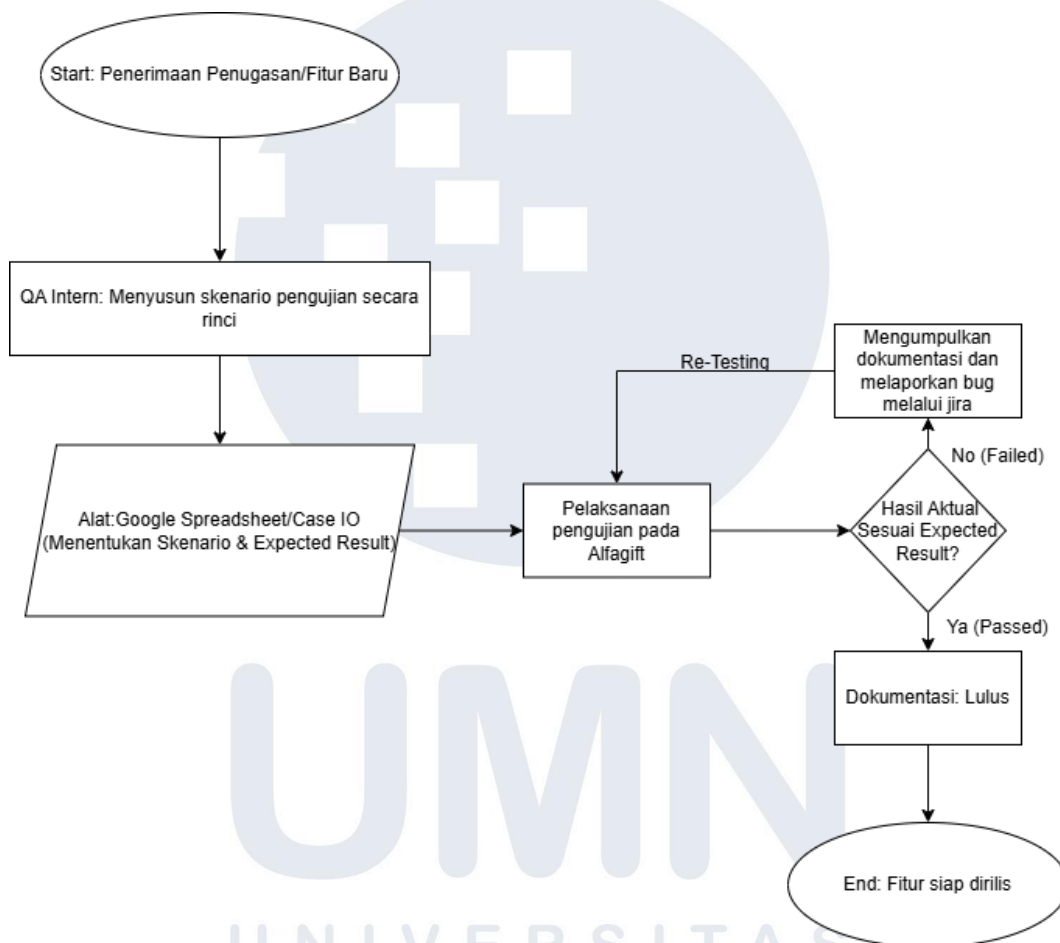 Start: Penerimaan Penugasan/Fitur Baru
QA Intern: Menyusun skenario pengujian secara
rinci
Alat:Google Spreadsheet/Case IO
(Menentukan Skenario & Expected Result)
Pelaksanaan
pengujian pada
Alfagift
Re-Testing
Mengumpulkan
dokumentasi dan
melaporkan bug
melalui jira
No (Failed)
Hasil Aktual
Sesuai Expected
Result?
Ya (Passed)
Dokumentasi: Lulus
End: Fitur siap dirilis
UMN
UNIVERSITAS